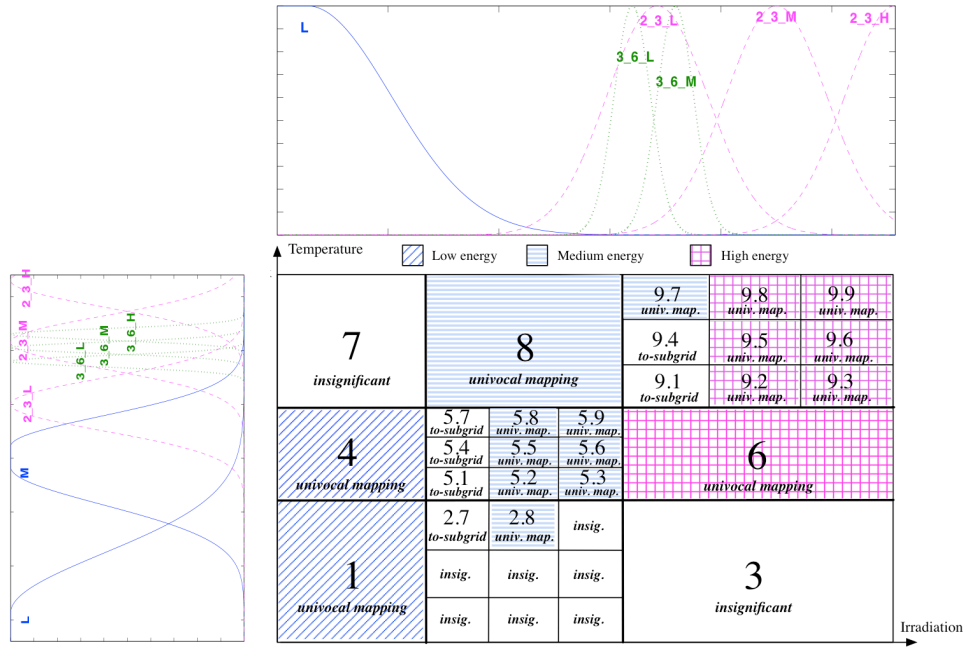 L
2_3_L
2_3_M
2_3_H
3_6_L
3_6_M
Temperature
Low energy
Medium energy
High energy
2_3_H
2_3_M
3_6_H
3_6_M
3_6_L
2_3_L
M
L
7
insignificant
8
univocal mapping
9.7
univ. map.
9.8
univ. map.
9.9
univ. map.
9.4
to-subgrid
9.5
univ. map.
9.6
univ. map.
9.1
to-subgrid
9.2
univ. map.
9.3
univ. map.
4
univocal mapping
5.7
to-subgrid
5.8
univ. map.
5.9
univ. map.
5.4
to-subgrid
5.5
univ. map.
5.6
univ. map.
5.1
to-subgrid
5.2
univ. map.
5.3
univ. map.
6
univocal mapping
1
univocal mapping
2.7
to-subgrid
2.8
univ. map.
insig.
insig.
insig.
insig.
insig.
insig.
insig.
3
insignificant
Irradiation